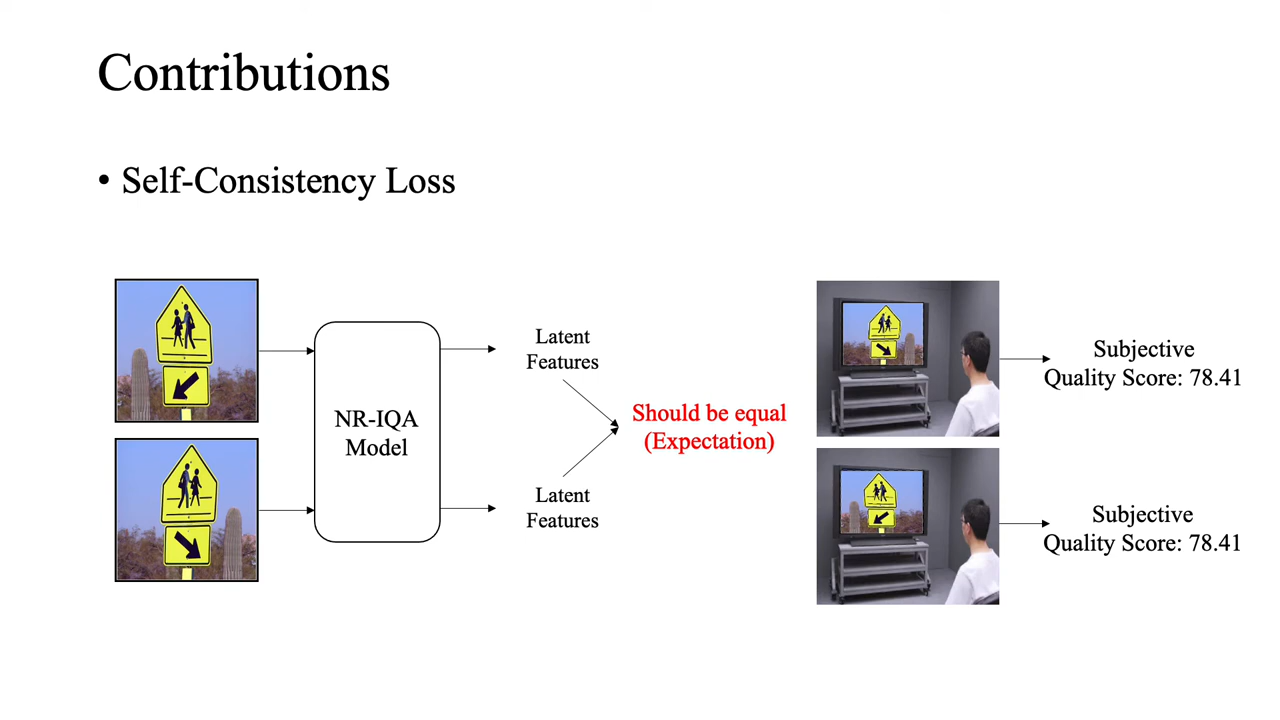 Contributions
• Self-Consistency Loss
NR-IQA
Model
Latent
Features
Latent
Features
Should be equal
(Expectation)
Subjective
Quality Score: 78.41
Subjective
Quality Score: 78.41